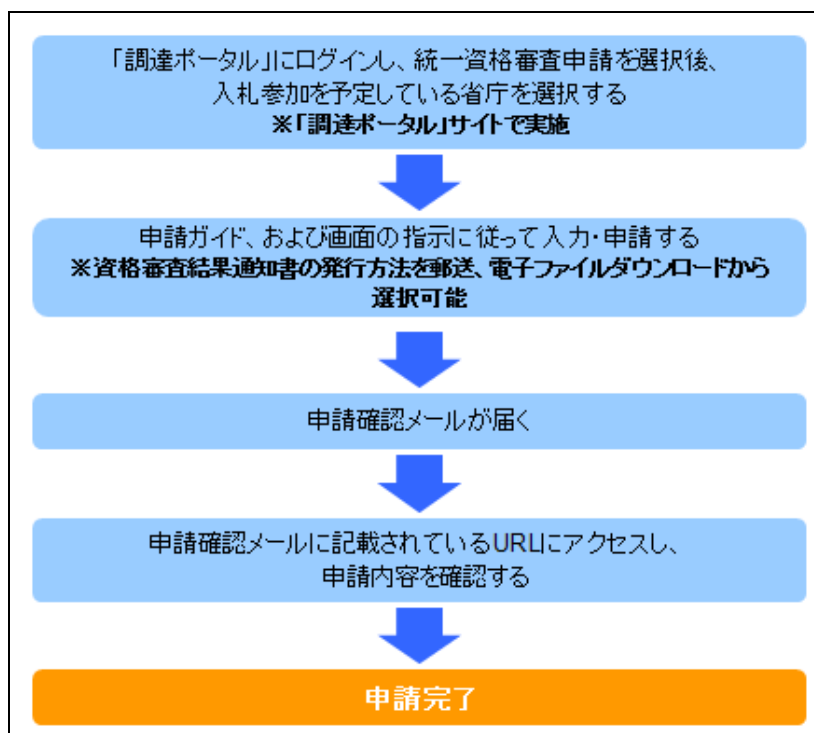 「調達ポータル」にログインし、統一資格審査申請を選択後、
入札参加を予定している省庁を選択する
※「調達ポータル」サイトで実施
申請ガイド、および画面の指示に従って入力・申請する
※資格審査結果通知書の発行方法を郵送、電子ファイルダウンロードから
選択可能
申請確認メールが届く
申請確認メールに記載されているURLにアクセスし、
申請内容を確認する
申請完了